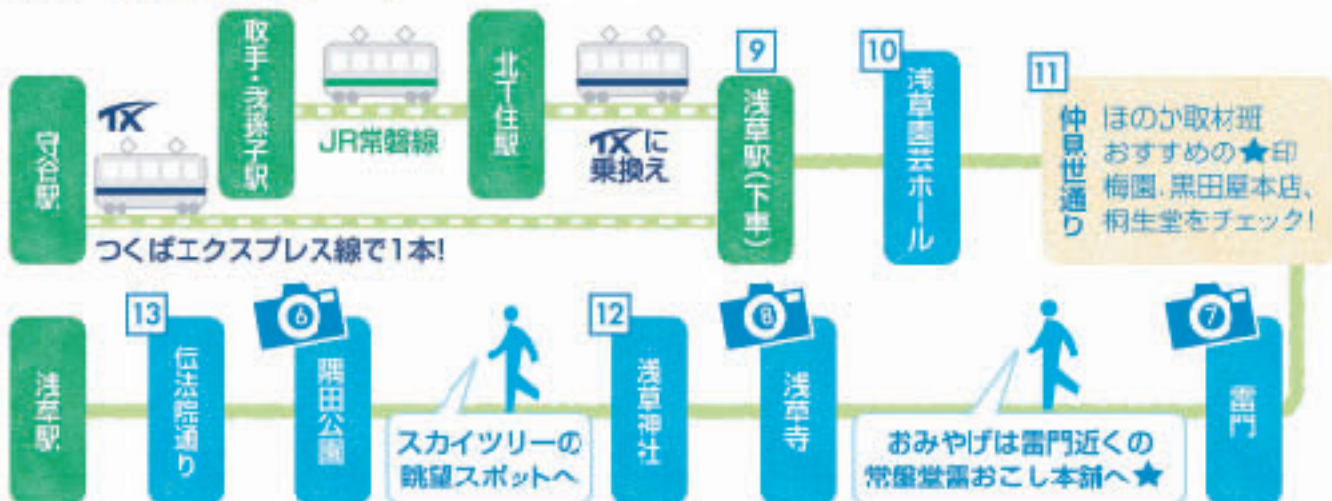 守谷駅
TX
つくばエクスプレス線で1本!
取手・我孫子駅
JR常磐線
北千住駅
TXに
乗換え
9
浅草駅(下車)
10
浅草園芸ホール
11
仲見世通り
ほのか取材班
おすすめの★印
梅園、黒田屋本店、
桐生堂をチェック!
7
雷門
おみやげは雷門近くの
常盤堂雷おこし本舗へ★
8
浅草寺
12
浅草神社
スカイツリーの
眺望スポットへ
6
隅田公園
13
伝法院通り
浅草駅